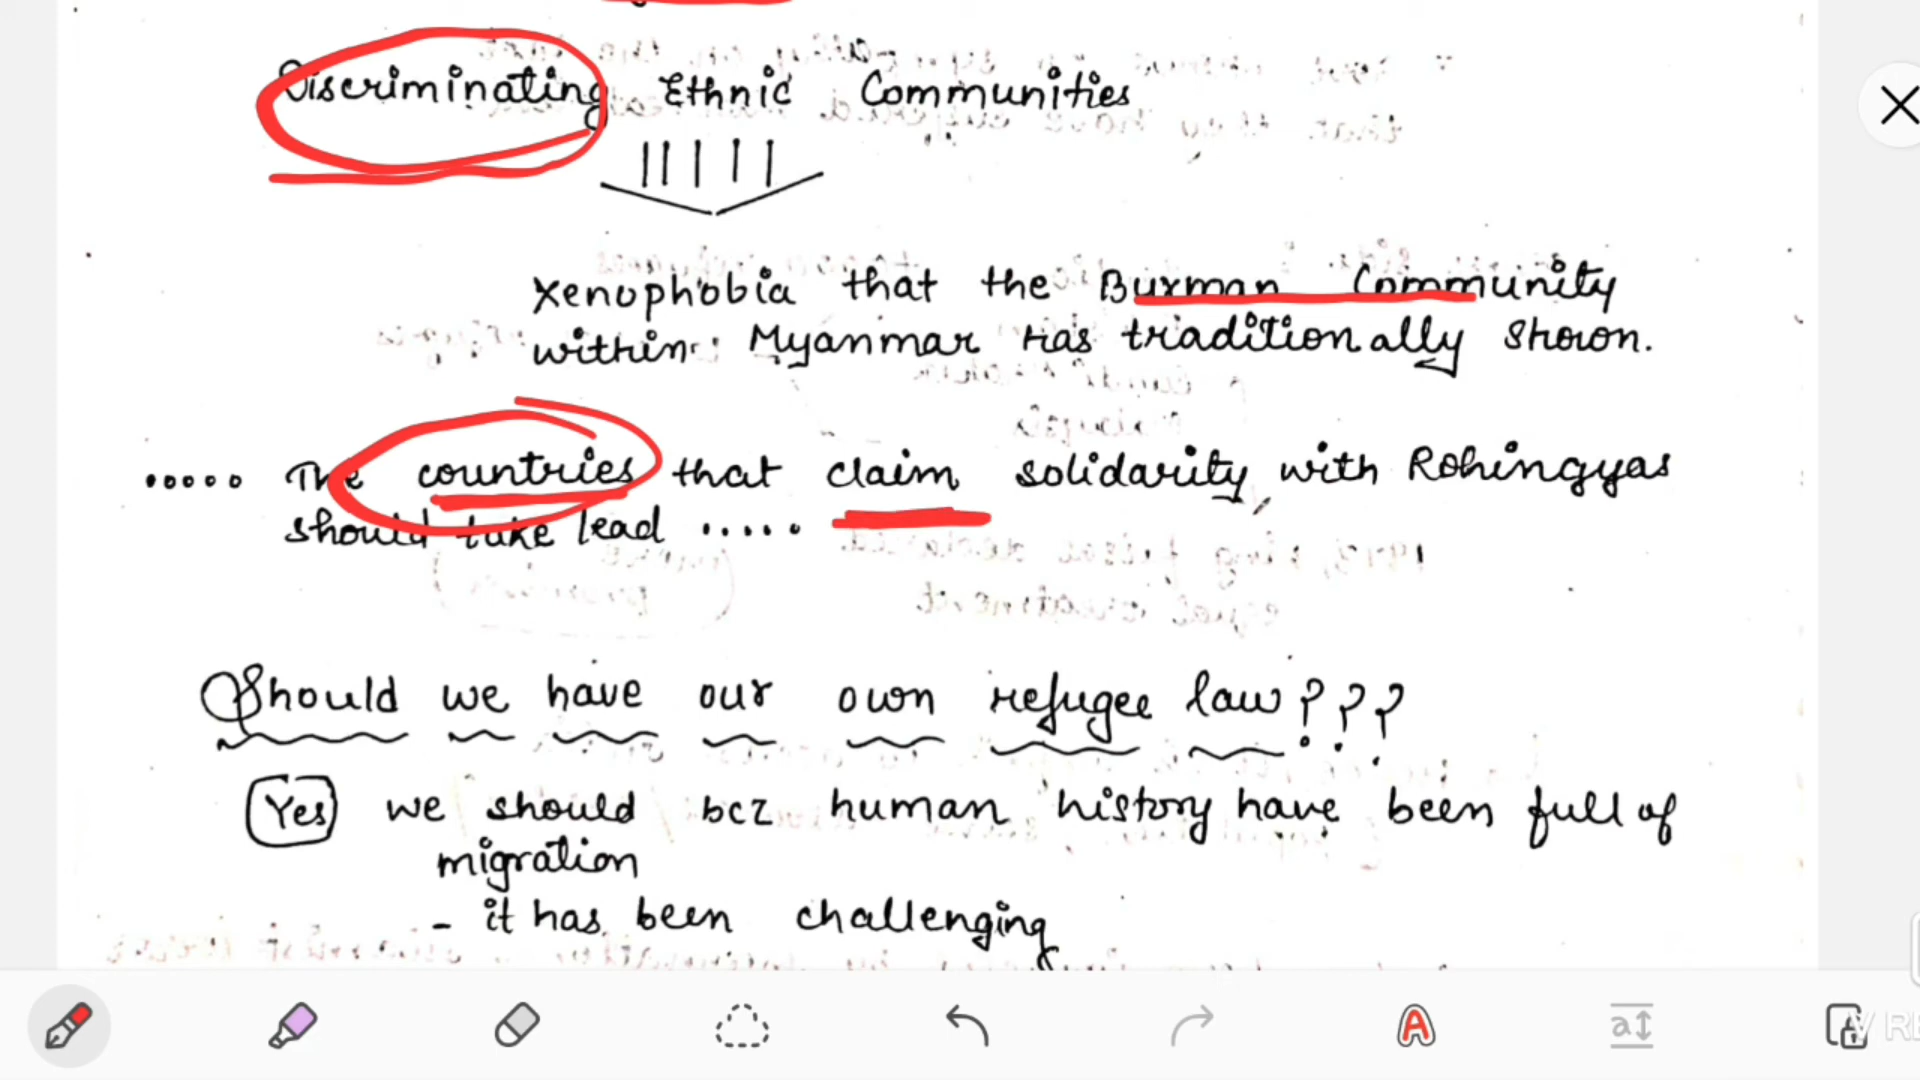 Discriminating Ethnic Communities
Xenophobia that the Burman Community
within Myanmar has traditionally shown.
..... The countries that claim solidarity with Rohingyas
should take lead .....
Should we have our own refugee law???
Yes we should bcz human history have been full of
migration
- it has been challenging